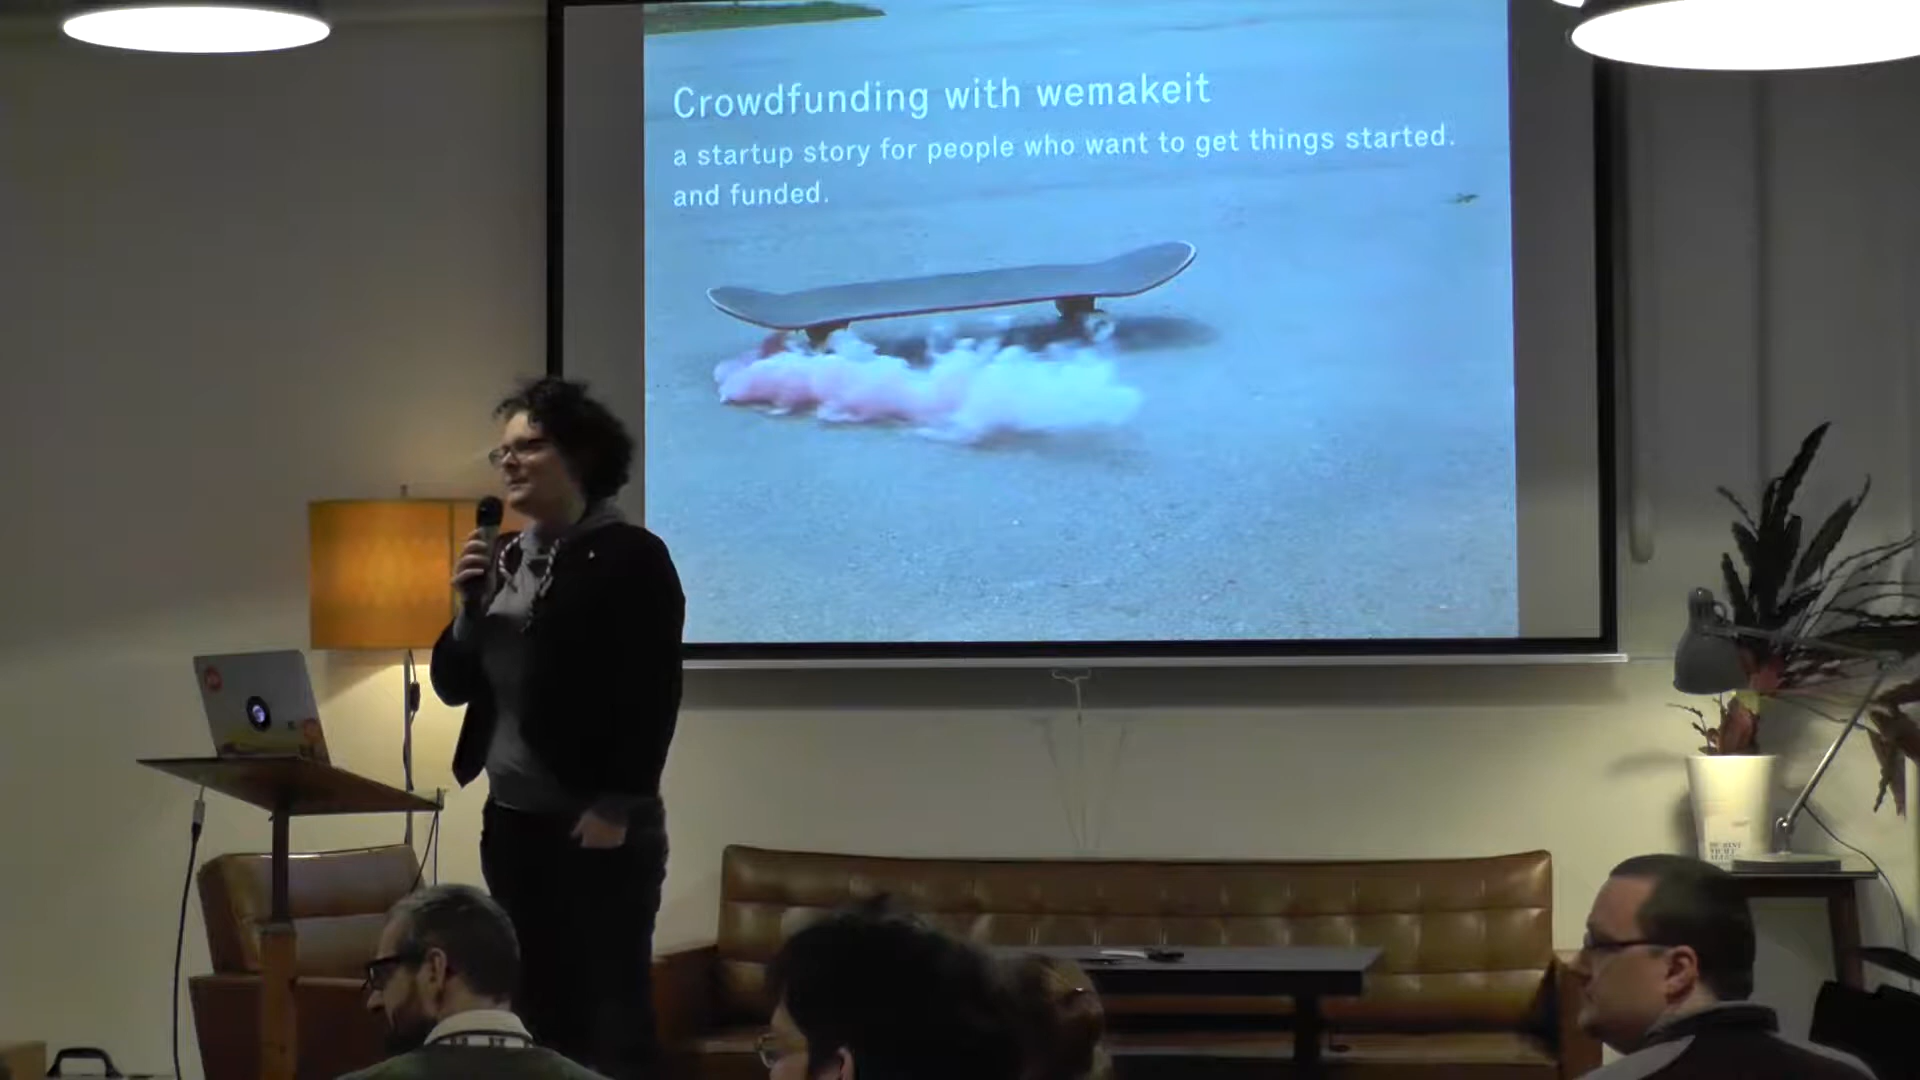 Crowdfunding with wemakeit
a startup story for people who want to get things started.
and funded.